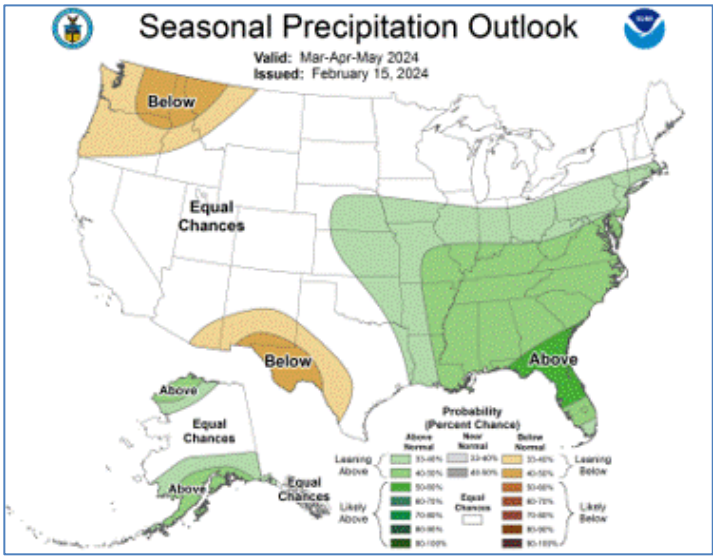 Seasonal Precipitation Outlook
Valid: Mar-Apr-May 2024
Issued: February 15, 2024
Below
Equal
Chances
Below
Above
Above
Equal
Chances
Above
Equal
Chances
Probability
(Percent Chance)
Above
Normal
Near
Normal
Below
Normal
Leaning
Above
33-40%
40-50%
33-40%
40-50%
33-40%
40-50%
Leaning
Below
Likely
Above
50-60%
60-70%
70-80%
80-90%
90-100%
Equal
Chances
50-60%
60-70%
70-80%
80-90%
90-100%
Likely
Below